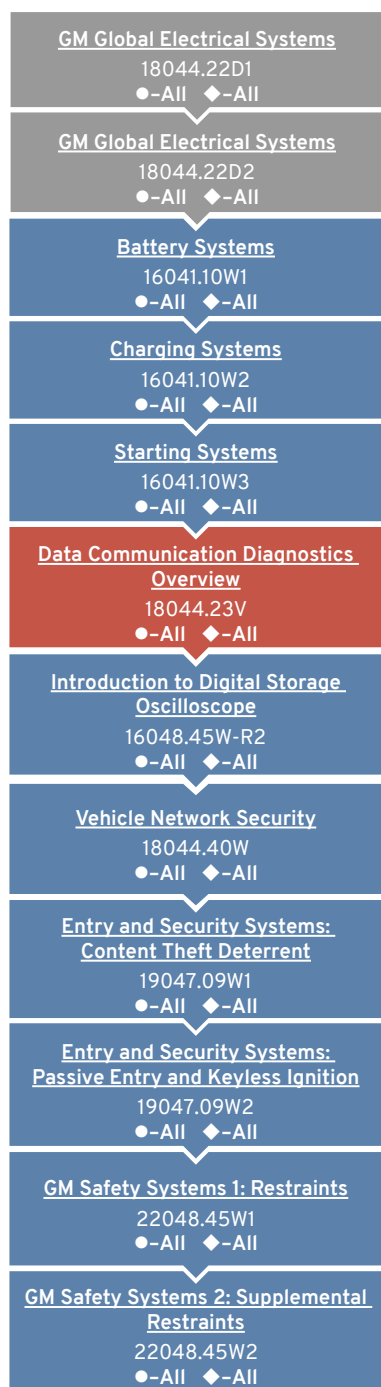 GM Global Electrical Systems
18044.22D1
●–All ◆–All
GM Global Electrical Systems
18044.22D2
●–All ◆–All
Battery Systems
16041.10W1
●–All ◆–All
Charging Systems
16041.10W2
●–All ◆–All
Starting Systems
16041.10W3
●–All ◆–All
Data Communication Diagnostics
Overview
18044.23V
●–All ◆–All
Introduction to Digital Storage
Oscilloscope
16048.45W-R2
●–All ◆–All
Vehicle Network Security
18044.40W
●–All ◆–All
Entry and Security Systems:
Content Theft Deterrent
19047.09W1
●–All ◆–All
Entry and Security Systems:
Passive Entry and Keyless Ignition
19047.09W2
●–All ◆–All
GM Safety Systems 1: Restraints
22048.45W1
●–All ◆–All
GM Safety Systems 2: Supplemental
Restraints
22048.45W2
●–All ◆–All